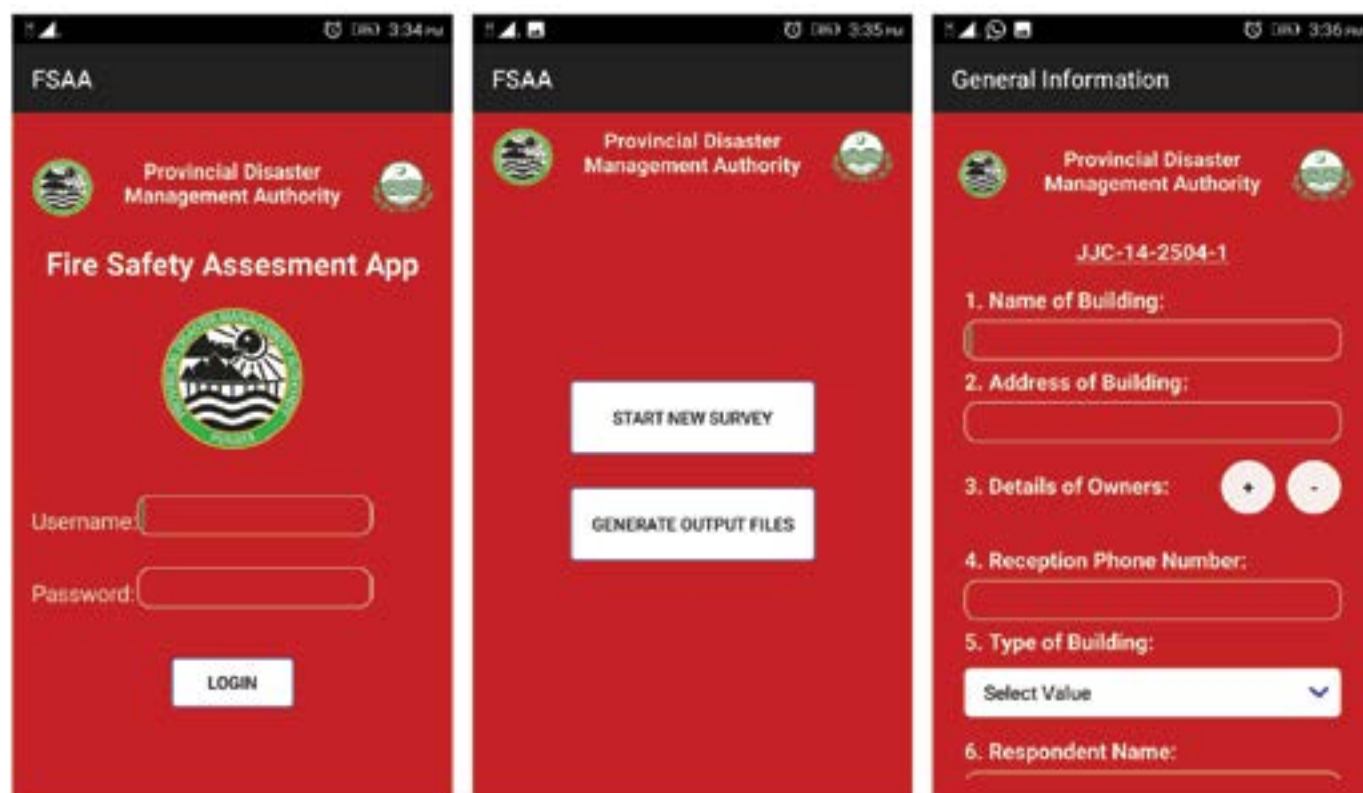 3:34 PM
FSAA
Provincial Disaster
Management Authority
Fire Safety Assesment App
Username:
Password:
LOGIN
3:35 PM
FSAA
Provincial Disaster
Management Authority
START NEW SURVEY
GENERATE OUTPUT FILES
3:36 PM
General Information
Provincial Disaster
Management Authority
JJC-14-2504-1
1. Name of Building:
2. Address of Building:
3. Details of Owners:
+ -
4. Reception Phone Number:
5. Type of Building:
Select Value
6. Respondent Name: